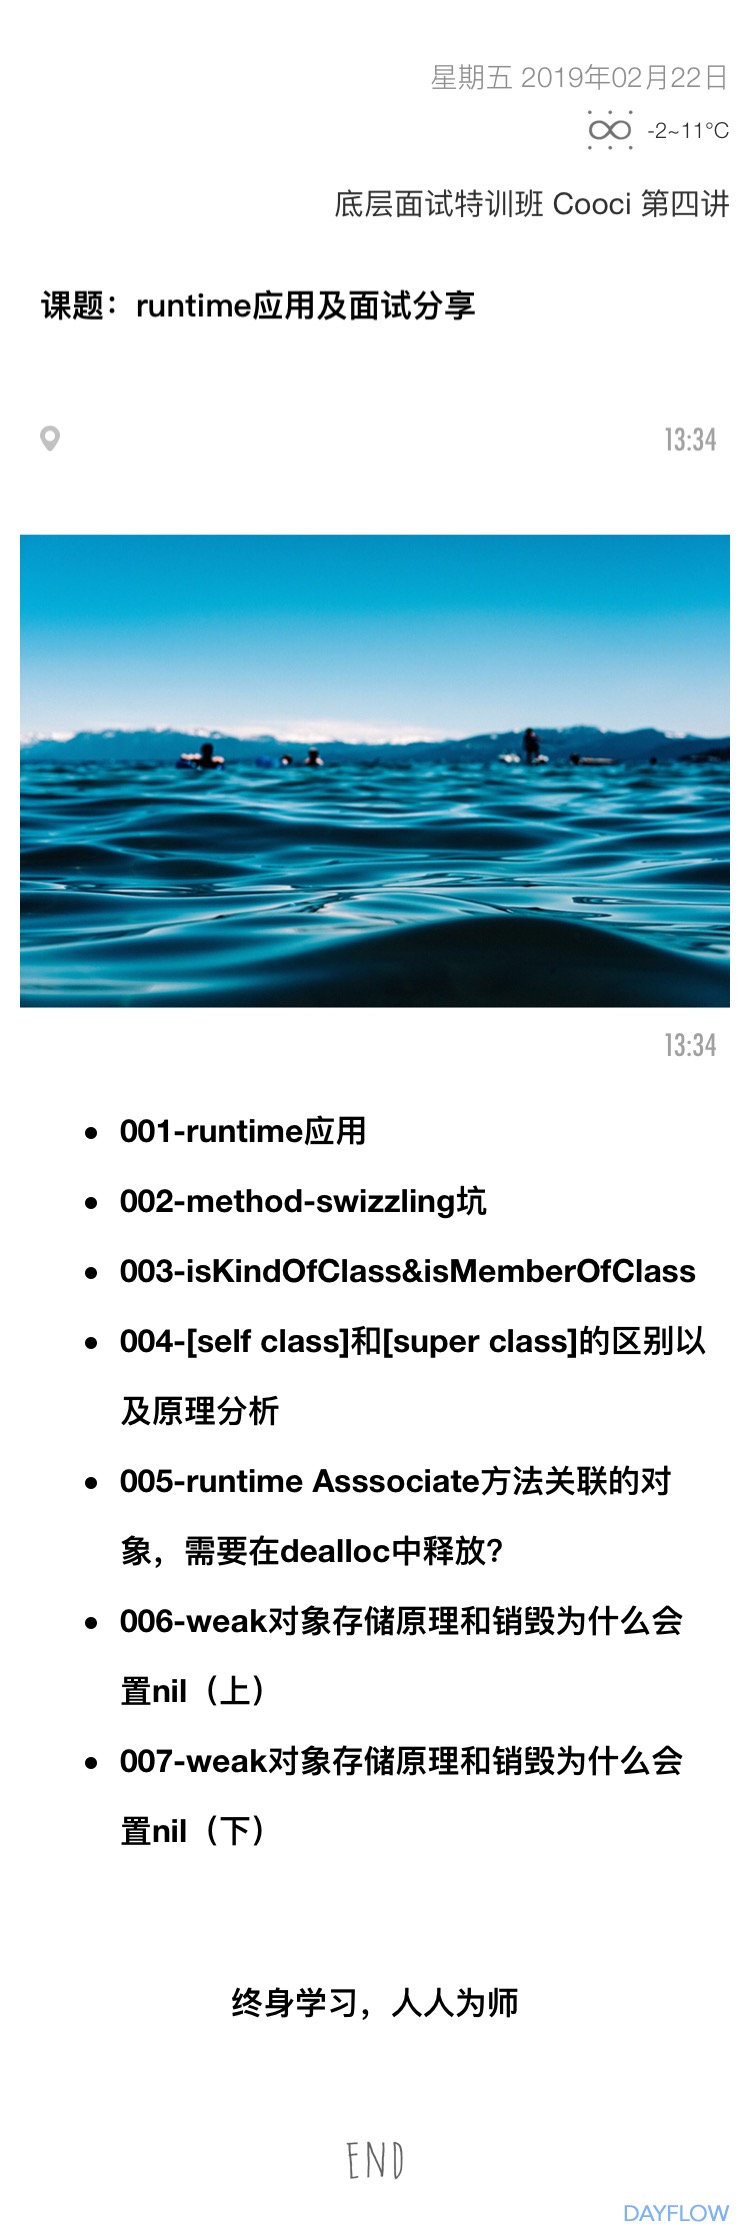 星期五 2019年02月22日
-2~11°C
底层面试特训班 Cooci 第四讲
课题：runtime应用及面试分享
13:34
13:34
• 001-runtime应用
• 002-method-swizzling坑
• 003-isKindOfClass&isMemberOfClass
• 004-[self class]和[super class]的区别以
及原理分析
• 005-runtime Asssociate方法关联的对
象，需要在dealloc中释放？
• 006-weak对象存储原理和销毁为什么会
置nil（上）
• 007-weak对象存储原理和销毁为什么会
置nil（下）
终身学习，人人为师
END
DAYFLOW